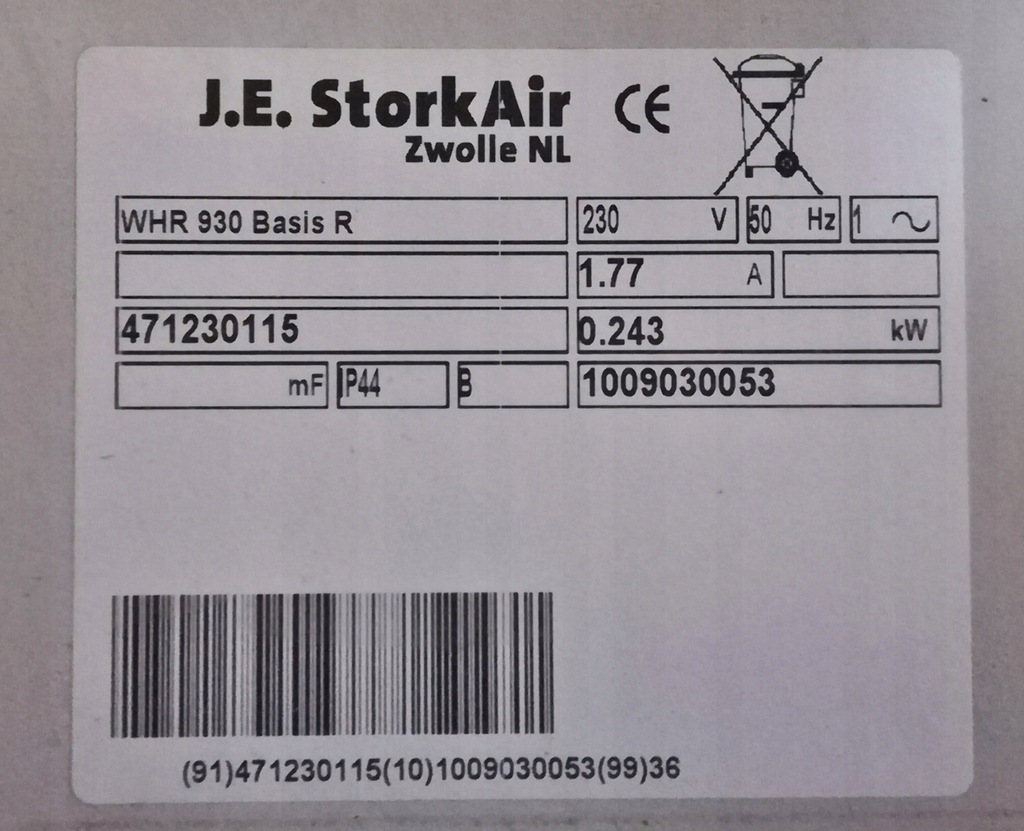 J.E. StorkAir CE
Zwolle NL
WHR 930 Basis R 230 V 50 Hz 1 ~
1.77 A
471230115 0.243 kW
mF IP44 B 1009030053
(91)471230115(10)1009030053(99)36